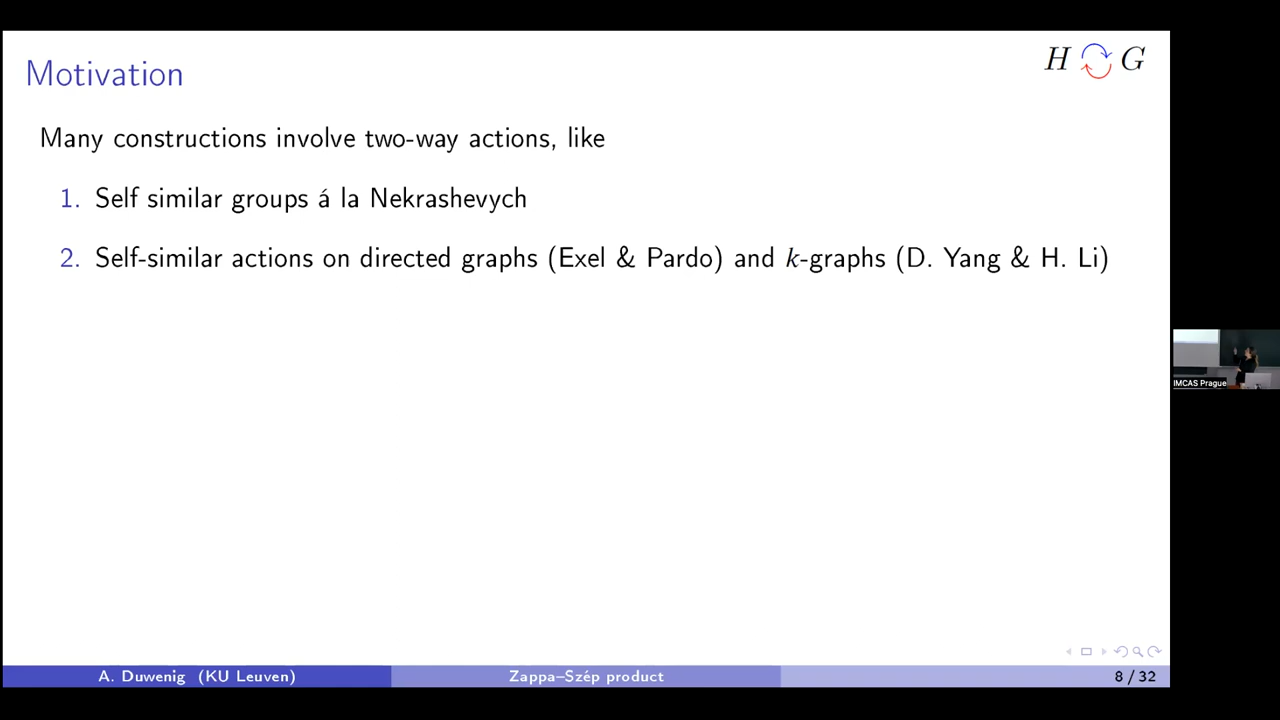 Motivation
H G
Many constructions involve two-way actions, like
1. Self similar groups á la Nekrashevych
2. Self-similar actions on directed graphs (Exel & Pardo) and k-graphs (D. Yang & H. Li)
IMCAS Prague
A. Duwenig (KU Leuven) Zappa–Szép product 8 / 32